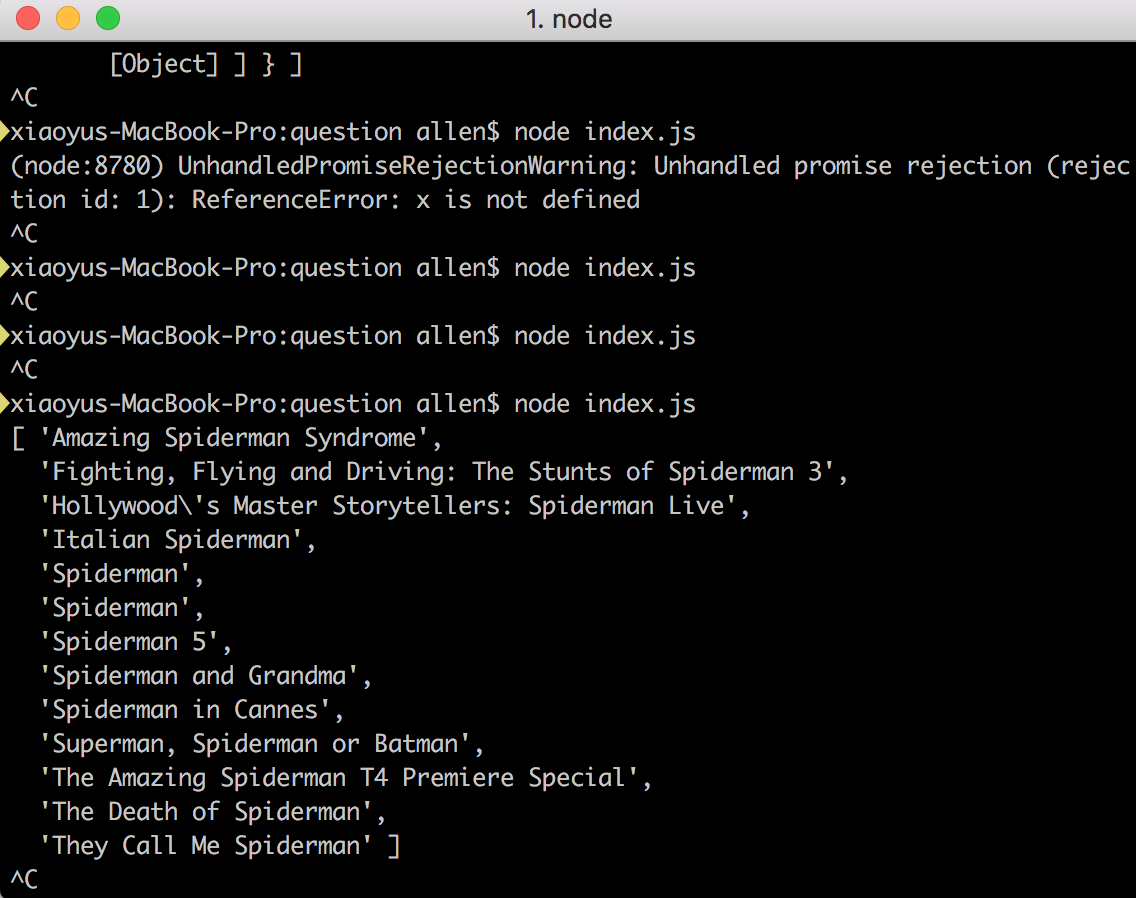 1. node
[Object] ] } ]
^C
xiaoyus-MacBook-Pro:question allen$ node index.js
(node:8780) UnhandledPromiseRejectionWarning: Unhandled promise rejection (rejec
tion id: 1): ReferenceError: x is not defined
^C
xiaoyus-MacBook-Pro:question allen$ node index.js
^C
xiaoyus-MacBook-Pro:question allen$ node index.js
^C
xiaoyus-MacBook-Pro:question allen$ node index.js
[ 'Amazing Spiderman Syndrome',
'Fighting, Flying and Driving: The Stunts of Spiderman 3',
'Hollywood\'s Master Storytellers: Spiderman Live',
'Italian Spiderman',
'Spiderman',
'Spiderman',
'Spiderman 5',
'Spiderman and Grandma',
'Spiderman in Cannes',
'Superman, Spiderman or Batman',
'The Amazing Spiderman T4 Premiere Special',
'The Death of Spiderman',
'They Call Me Spiderman' ]
^C